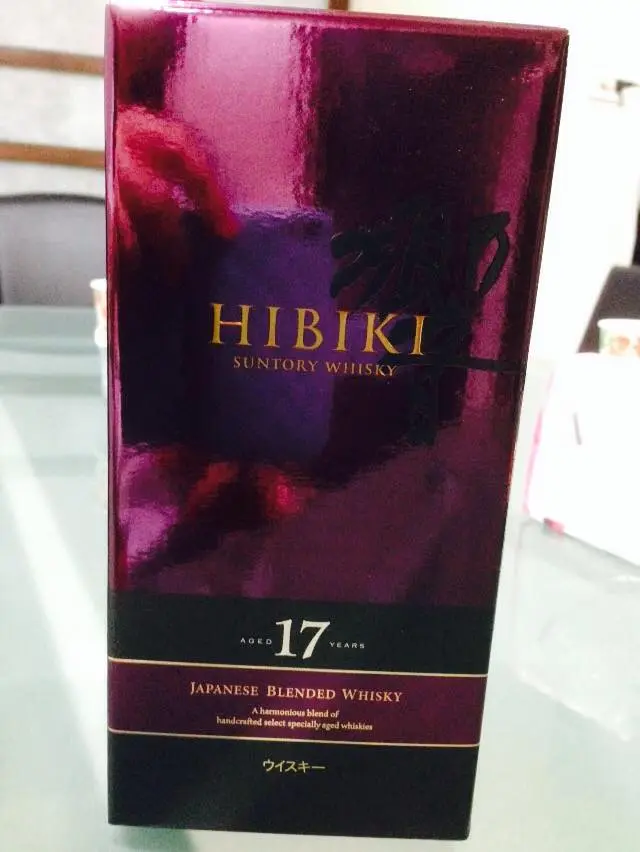 響
HIBIKI
SUNTORY WHISKY
AGED 17 YEARS
JAPANESE BLENDED WHISKY
A harmonious blend of
handcrafted select specially aged whiskies
ウイスキー